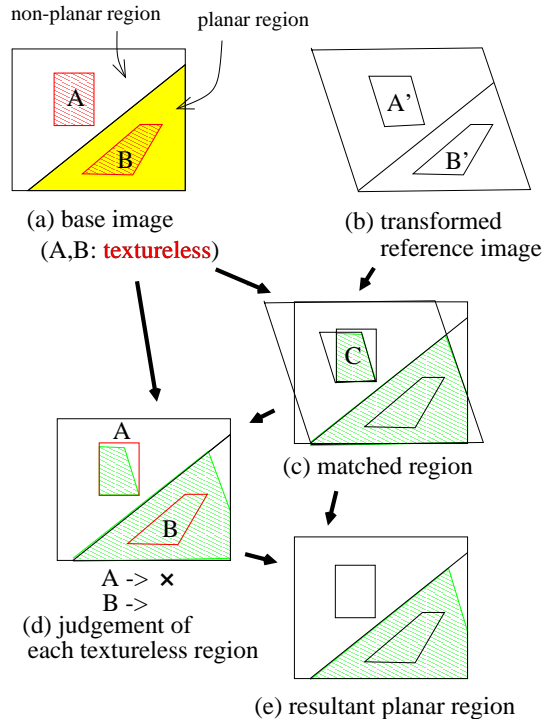 non-planar region
planar region
A
B
A'
B'
(a) base image
(A,B: textureless)
(b) transformed
reference image
C
(c) matched region
A
B
A -> ×
B ->
(d) judgement of
each textureless region
(e) resultant planar region